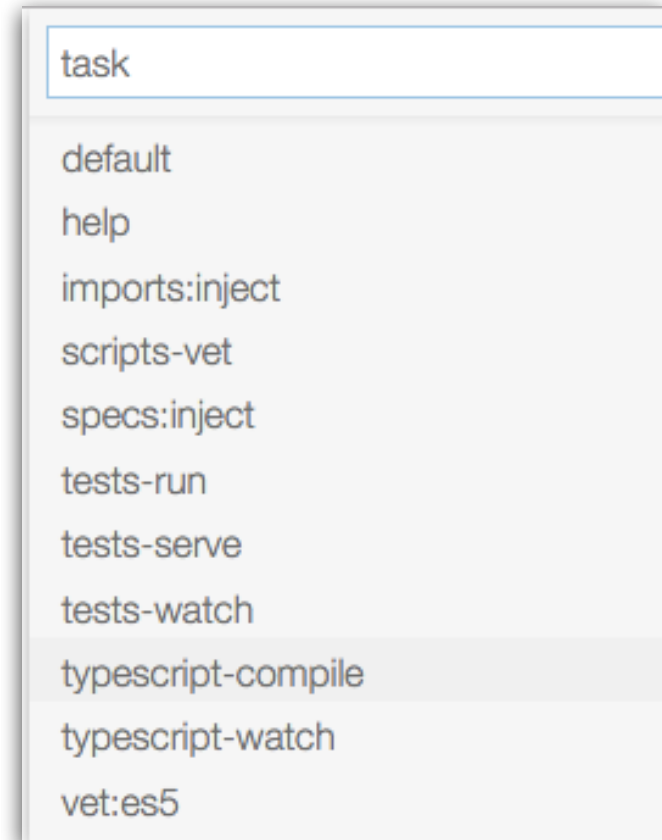 task
default
help
imports:inject
scripts-vet
specs:inject
tests-run
tests-serve
tests-watch
typescript-compile
typescript-watch
vet:es5